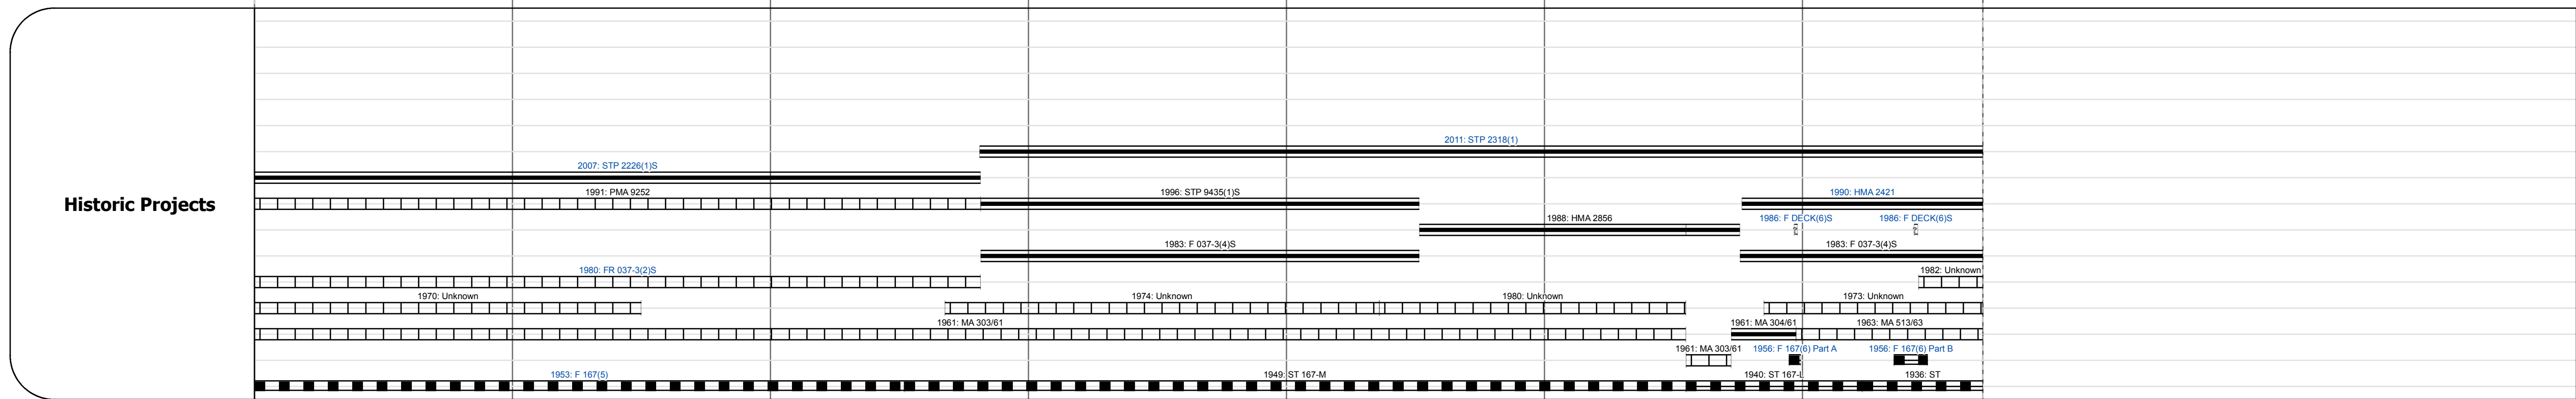 2011: STP 2318(1)
2007: STP 2226(1)S
1991: PMA 9252
1996: STP 9435(1)S
1990: HMA 2421
Historic Projects
1988: HMA 2856
1986: F DECK(6)S
1986: F DECK(6)S
1983: F 037-3(4)S
1983: F 037-3(4)S
1980: FR 037-3(2)S
1982: Unknown
1970: Unknown
1974: Unknown
1980: Unknown
1973: Unknown
1961: MA 303/61
1961: MA 304/61
1963: MA 513/63
1961: MA 303/61
1956: F 167(6) Part A
1956: F 167(6) Part B
1953: F 167(5)
1949: ST 167-M
1940: ST 167-L
1936: ST